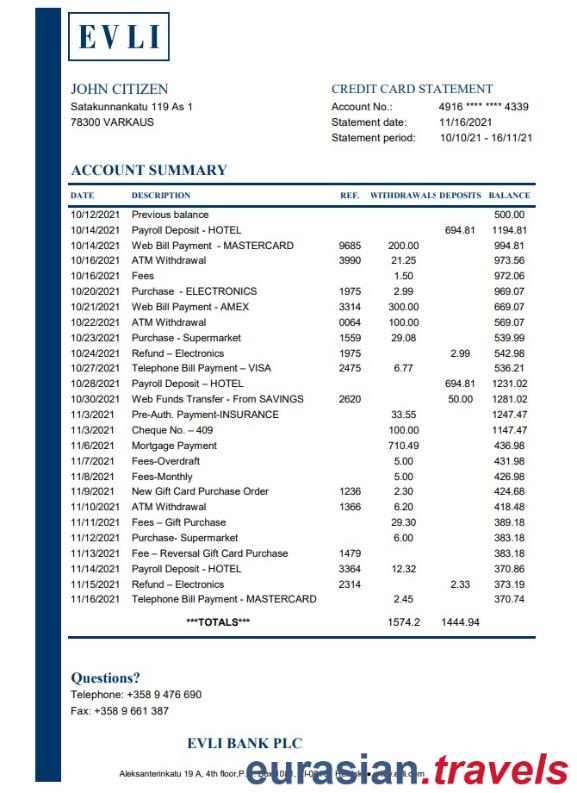 EVLI
JOHN CITIZEN
Satakunnankatu 119 As 1
78300 VARKAUS
CREDIT CARD STATEMENT
Account No.: 4916 **** **** 4339
Statement date: 11/16/2021
Statement period: 10/10/21 - 16/11/21
ACCOUNT SUMMARY
DATE DESCRIPTION REF. WITHDRAWALS DEPOSITS BALANCE
10/12/2021 Previous balance 500.00
10/14/2021 Payroll Deposit - HOTEL 694.81 1194.81
10/14/2021 Web Bill Payment - MASTERCARD 9685 200.00 994.81
10/16/2021 ATM Withdrawal 3990 21.25 973.56
10/16/2021 Fees 1.50 972.06
10/20/2021 Purchase - ELECTRONICS 1975 2.99 969.07
10/21/2021 Web Bill Payment - AMEX 3314 300.00 669.07
10/22/2021 ATM Withdrawal 0064 100.00 569.07
10/23/2021 Purchase - Supermarket 1559 29.08 539.99
10/24/2021 Refund – Electronics 1975 2.99 542.98
10/27/2021 Telephone Bill Payment – VISA 2475 6.77 536.21
10/28/2021 Payroll Deposit – HOTEL 694.81 1231.02
10/30/2021 Web Funds Transfer - From SAVINGS 2620 50.00 1281.02
11/3/2021 Pre-Auth. Payment-INSURANCE 33.55 1247.47
11/3/2021 Cheque No. – 409 100.00 1147.47
11/6/2021 Mortgage Payment 710.49 436.98
11/7/2021 Fees-Overdraft 5.00 431.98
11/8/2021 Fees-Monthly 5.00 426.98
11/9/2021 New Gift Card Purchase Order 1236 2.30 424.68
11/10/2021 ATM Withdrawal 1366 6.20 418.48
11/11/2021 Fees – Gift Purchase 29.30 389.18
11/12/2021 Purchase- Supermarket 6.00 383.18
11/13/2021 Fee – Reversal Gift Card Purchase 1479 383.18
11/14/2021 Payroll Deposit - HOTEL 3364 12.32 370.86
11/15/2021 Refund – Electronics 2314 2.33 373.19
11/16/2021 Telephone Bill Payment - MASTERCARD 2.45 370.74
***TOTALS*** 1574.2 1444.94
Questions?
Telephone: +358 9 476 690
Fax: +358 9 661 387
EVLI BANK PLC
Aleksanterinkatu 19 A, 4th floor,
eurasian.travels